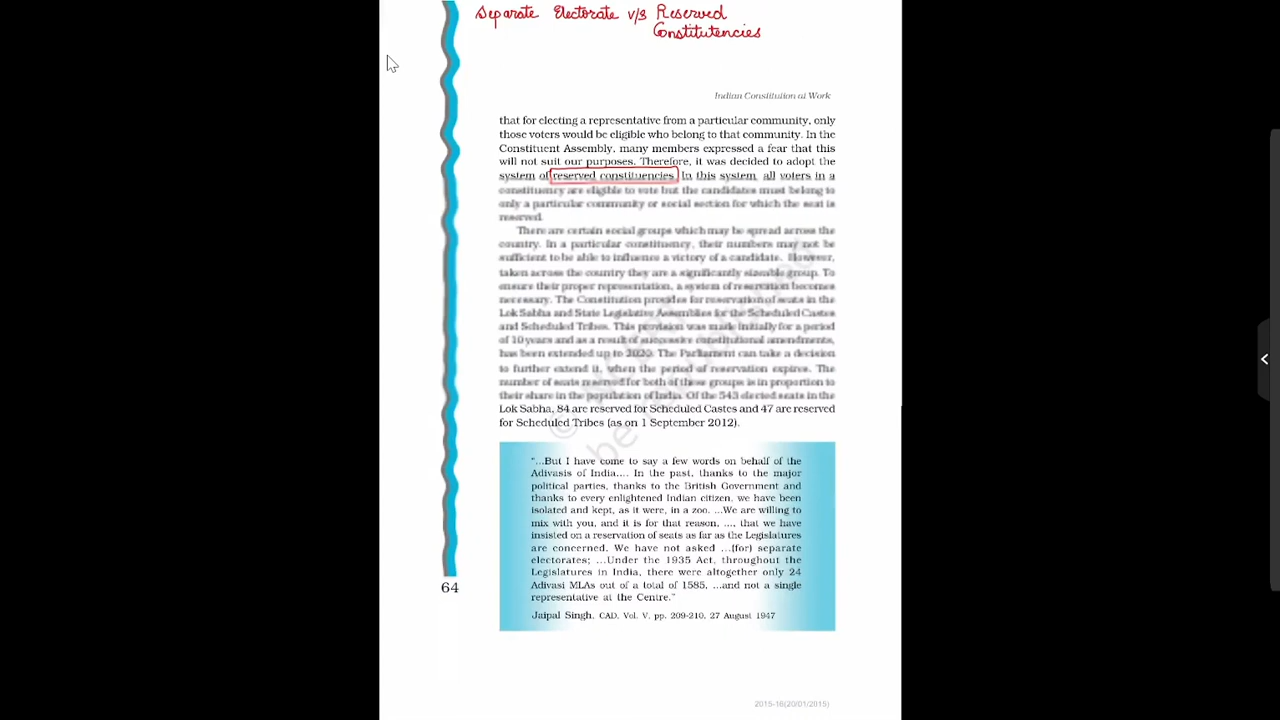 Separate Electorate v/s Reserved
Constitutencies
Indian Constitution at Work
that for electing a representative from a particular community, only
those voters would be eligible who belong to that community. In the
Constituent Assembly, many members expressed a fear that this
will not suit our purposes. Therefore, it was decided to adopt the
system of reserved constituencies. In this system, all voters in a
constituency are eligible to vote but the candidates must belong to
only a particular community or social section for which the seat is
reserved.
There are certain social groups which may be spread across the
country. In a particular constituency, their numbers may not be
sufficient to be able to influence a victory of a candidate. However,
taken across the country they are a significantly sizeable group. To
ensure their proper representation, a system of reservation becomes
necessary. The Constitution provides for reservation of seats in the
Lok Sabha and State Legislative Assemblies for the Scheduled Castes
and Scheduled Tribes. This provision was made initially for a period
of 10 years and as a result of successive constitutional amendments,
has been extended up to 2020. The Parliament can take a decision
to further extend it, when the period of reservation expires. The
number of seats reserved for both of these groups is in proportion to
their share in the population of India. Of the 543 elected seats in the
Lok Sabha, 84 are reserved for Scheduled Castes and 47 are reserved
for Scheduled Tribes (as on 1 September 2012).
"...But I have come to say a few words on behalf of the
Adivasis of India.... In the past, thanks to the major
political parties, thanks to the British Government and
thanks to every enlightened Indian citizen, we have been
isolated and kept, as it were, in a zoo. ...We are willing to
mix with you, and it is for that reason, ...., that we have
insisted on a reservation of seats as far as the Legislatures
are concerned. We have not asked ...(for) separate
electorates; ...Under the 1935 Act, throughout the
Legislatures in India, there were altogether only 24
Adivasi MLAs out of a total of 1585, ...and not a single
representative at the Centre."
Jaipal Singh, CAD, Vol. V, pp. 209-210, 27 August 1947
64
2015-16(20/01/2015)